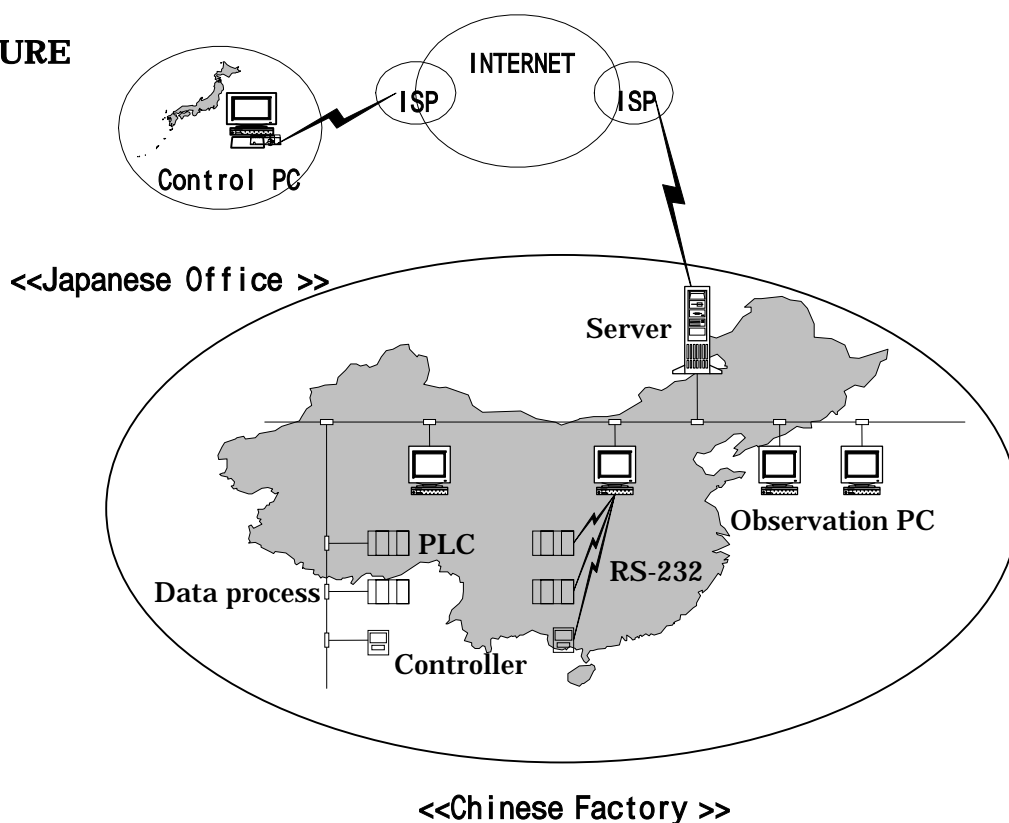 URE
INTERNET
ISP
ISP
Control PC
<<Japanese Office >>
Server
Observation PC
PLC
RS-232
Data process
Controller
<<Chinese Factory >>